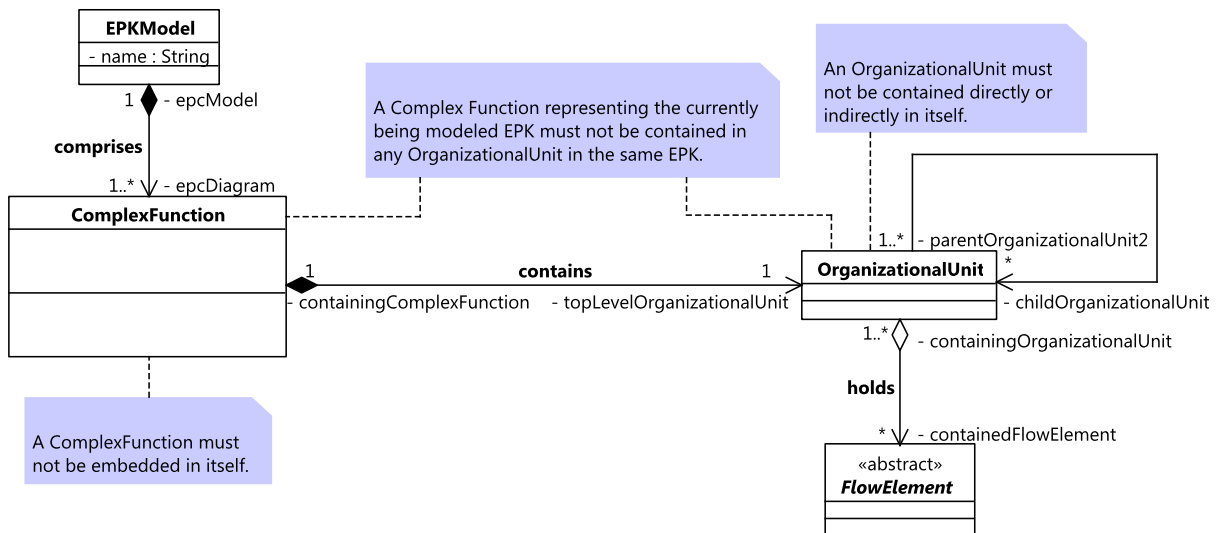 EPKModel
- name : String
1
- epcModel
comprises
1..*
- epcDiagram
ComplexFunction
A Complex Function representing the currently
being modeled EPK must not be contained in
any OrganizationalUnit in the same EPK.
An OrganizationalUnit must
not be contained directly or
indirectly in itself.
1..*
- parentOrganizationalUnit2
*
OrganizationalUnit
- childOrganizationalUnit
1
contains
1
- containingComplexFunction
- topLevelOrganizationalUnit
1..*
- containingOrganizationalUnit
holds
*
- containedFlowElement
«abstract»
FlowElement
A ComplexFunction must
not be embedded in itself.